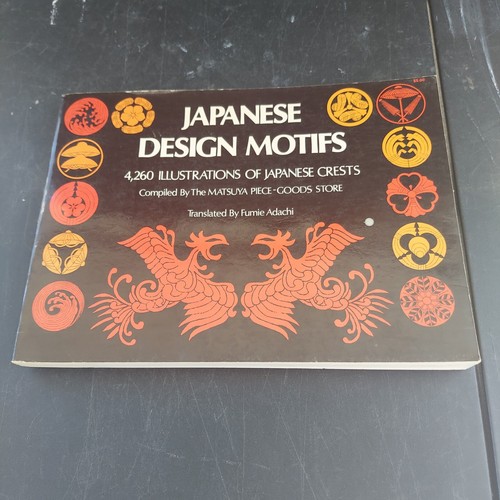 JAPANESE
DESIGN MOTIFS
4,260 ILLUSTRATIONS OF JAPANESE CRESTS
Compiled By The MATSUYA PIECE-GOODS STORE
Translated By Fumie Adachi